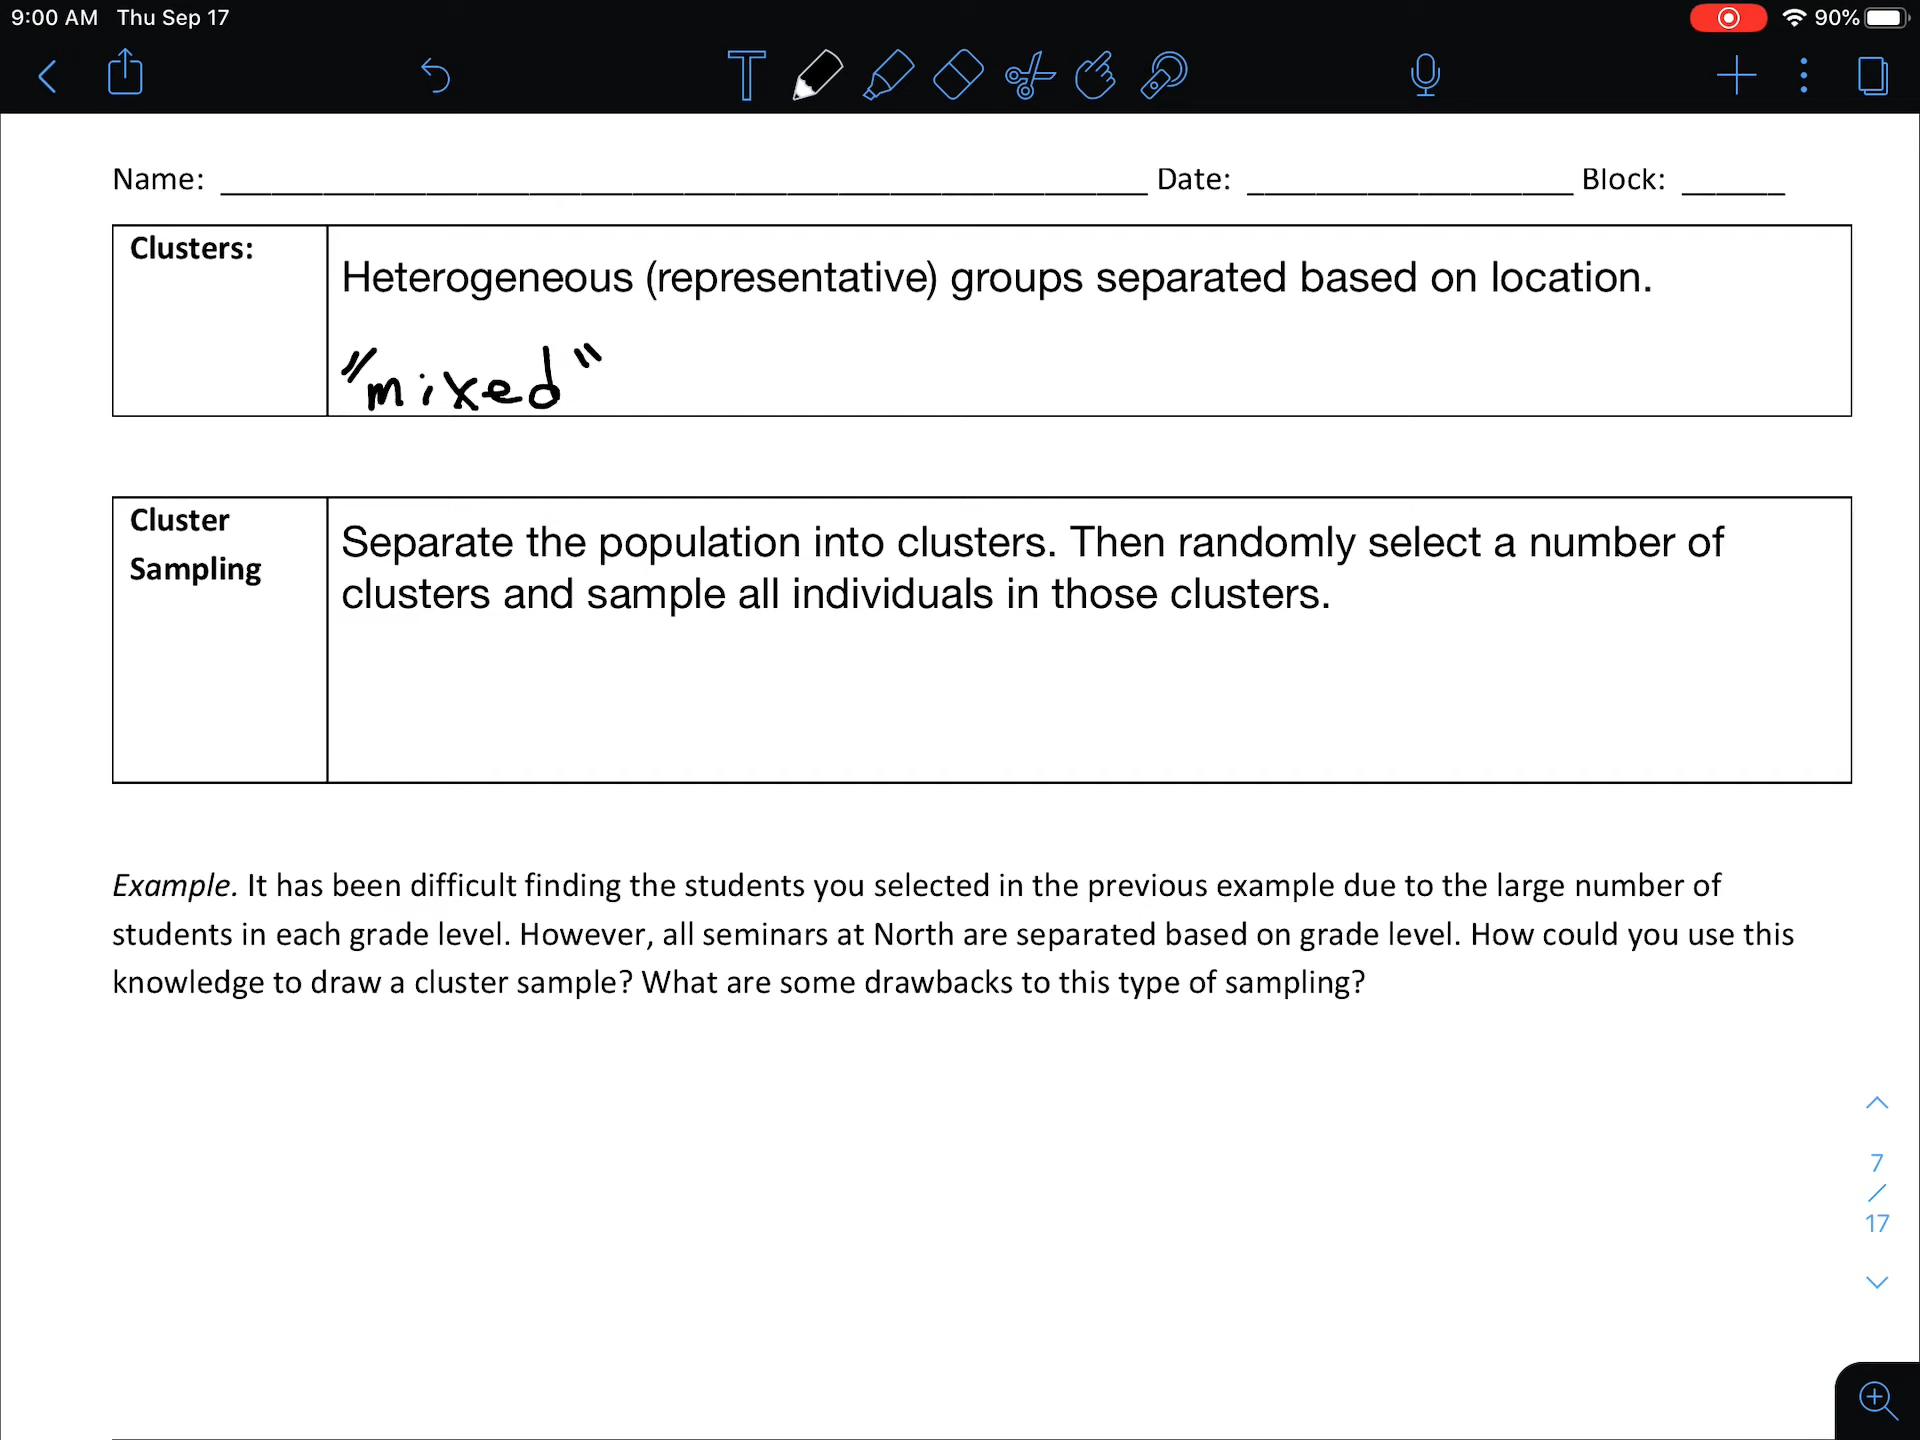 9:00 AM Thu Sep 17
90%
Name: ______ Date: ______ Block: ______
Clusters:
Heterogeneous (representative) groups separated based on location.
"mixed"
Cluster
Sampling
Separate the population into clusters. Then randomly select a number of
clusters and sample all individuals in those clusters.
Example. It has been difficult finding the students you selected in the previous example due to the large number of
students in each grade level. However, all seminars at North are separated based on grade level. How could you use this
knowledge to draw a cluster sample? What are some drawbacks to this type of sampling?
7
/
17